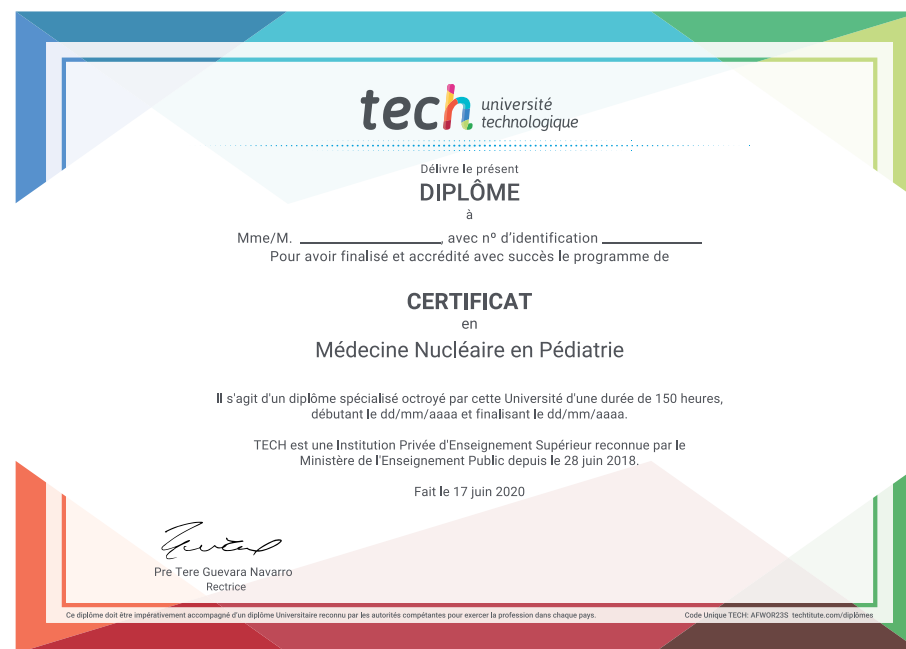 tech université
technologique
Délivre le présent
DIPLÔME
à
Mme/M. ____________________, avec nº d'identification ______________
Pour avoir finalisé et accrédité avec succès le programme de
CERTIFICAT
en
Médecine Nucléaire en Pédiatrie
Il s'agit d'un diplôme spécialisé octroyé par cette Université d'une durée de 150 heures,
débutant le dd/mm/aaaa et finalisant le dd/mm/aaaa.
TECH est une Institution Privée d'Enseignement Supérieur reconnue par le
Ministère de l'Enseignement Public depuis le 28 juin 2018.
Fait le 17 juin 2020
Pre Tere Guevara Navarro
Rectrice
Ce diplôme doit être impérativement accompagné d'un diplôme Universitaire reconnu par les autorités compétantes pour exercer la profession dans chaque pays.
Code Unique TECH: AFWOR23S techtitute.com/diplômes